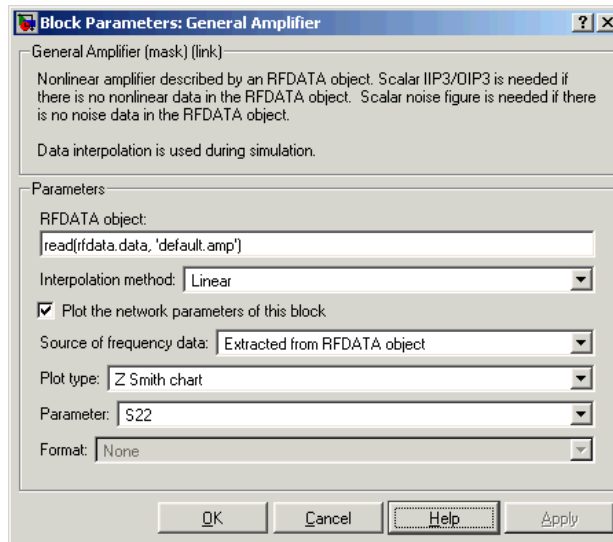 Block Parameters: General Amplifier
General Amplifier (mask) (link)
Nonlinear amplifier described by an RFDATA object. Scalar IIP3/OIP3 is needed if
there is no nonlinear data in the RFDATA object.  Scalar noise figure is needed if there
is no noise data in the RFDATA object.
Data interpolation is used during simulation.
Parameters
RFDATA object:
read(rfdata.data, 'default.amp')
Interpolation method: Linear
Plot the network parameters of this block
Source of frequency data: Extracted from RFDATA object
Plot type: Z Smith chart
Parameter: S22
Format: None
OK Cancel Help Apply